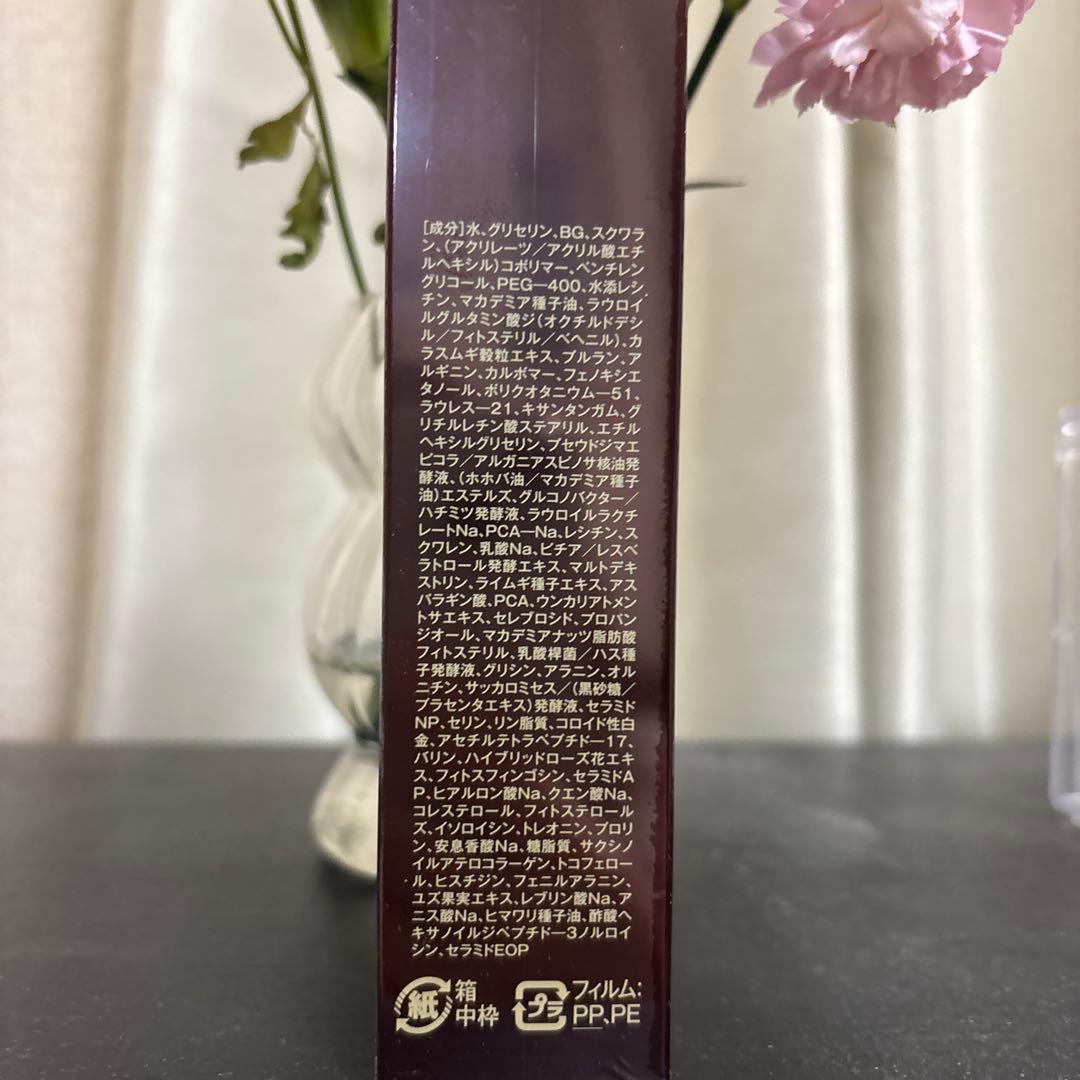 [成分]水、グリセリン、BG、スクワラ
ン、(アクリレーツ/アクリル酸エチ
ルヘキシル)コポリマー、ペンチレン
グリコール、PEG―400、水添レシ
チン、マカデミア種子油、ラウロイ
ルグルタミン酸ジ(オクチルドデシ
ル/フィトステリル/ベヘニル)、カ
ラスムギ穀粒エキス、プルラン、ア
ルギニン、カルボマー、フェノキシエ
タノール、ポリクオタニウム―51、
ラウレス―21、キサンタンガム、グリ
チルレチン酸ステアリル、エチル
ヘキシルグリセリン、プセウドジマエ
ピコラ/アルガニアスピノサ核油発
酵液、(ホホバ油/マカデミア種子
油)エステルズ、グルコノバクター/
ハチミツ発酵液、ラウロイルラクチ
レートNa、PCA―Na、レシチン、ス
クワレン、乳酸Na、ピチア/レスベ
ラトロール発酵エキス、マルトデキ
ストリン、ライムギ種子エキス、アス
パラギン酸、PCA、ウンカリアトメン
トサエキス、セレブロシド、プロパン
ジオール、マカデミアナッツ脂肪酸
フィトステリル、乳酸桿菌/ハス種
子発酵液、グリシン、アラニン、オル
ニチン、サッカロミセス/(黒砂糖/
プラセンタエキス)発酵液、セラミド
NP、セリン、リン脂質、コロイド性白
金、アセチルテトラペプチド―17、
バリン、ハイブリッドローズ花エキ
ス、フィトスフィンゴシン、セラミドA
P、ヒアルロン酸Na、クエン酸Na、
コレステロール、フィトステロール
ズ、イソロイシン、トレオニン、プロリ
ン、安息香酸Na、糖脂質、サクシノ
イルアテロコラーゲン、トコフェロー
ル、ヒスチジン、フェニルアラニン、
ユズ果実エキス、レブリン酸Na、ア
ニス酸Na、ヒマワリ種子油、酢酸ヘ
キサノイルジペプチド―3ノルロイ
シン、セラミドEOP
紙 箱
中枠
プラ フィルム:
PP、PE